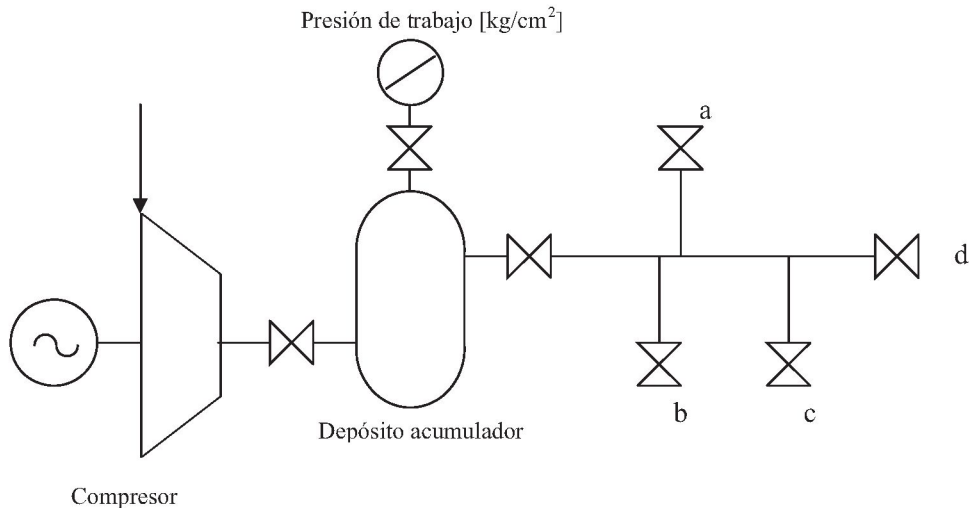 Presión de trabajo [kg/cm²]
a
d
b
c
Depósito acumulador
Compresor